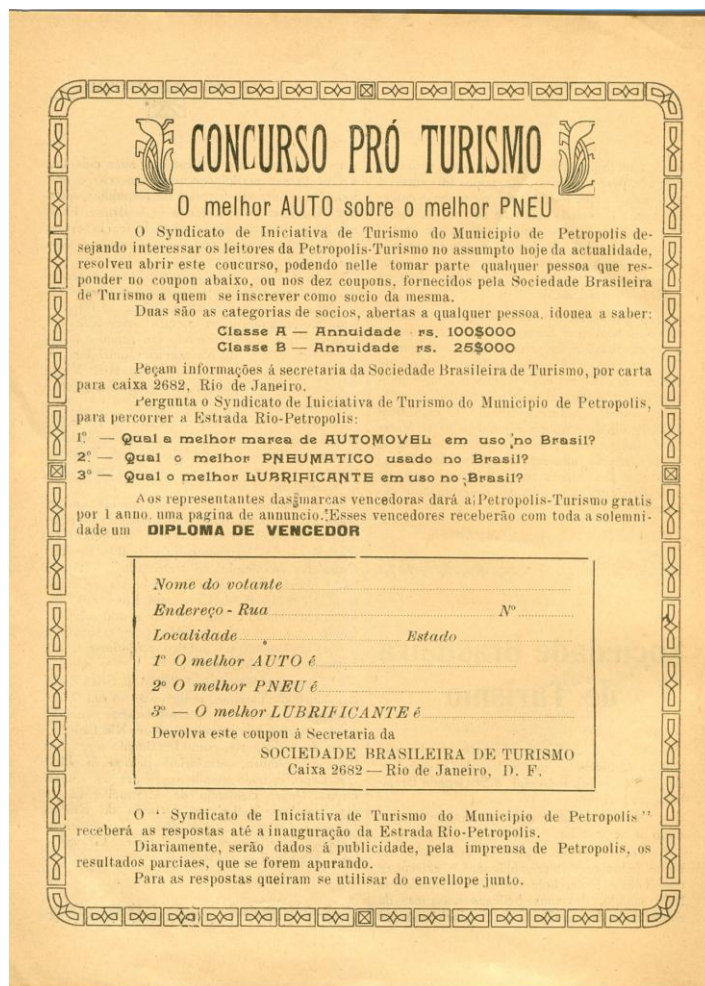 CONCURSO PRÓ TURISMO
O melhor AUTO sobre o melhor PNEU
O Syndicato de Iniciativa de Turismo do Municipio de Petropolis de-
sejando interessar os leitores da Petropolis-Turismo no assumpto hoje da actualidade,
resolveu abrir este concurso, podendo nelle tomar parte qualquer pessoa que res-
ponder no coupon abaixo, ou nos dez coupons, fornecidos pela Sociedade Brasileira
de Turismo a quem se inscrever como socio da mesma.
Duas são as categorias de socios, abertas a qualquer pessoa, idonea a saber:
Classe A — Annuidade rs. 100$000
Classe B — Annuidade rs. 25$000
Peçam informações á secretaria da Sociedade Brasileira de Turismo, por carta
para caixa 2682, Rio de Janeiro.
Pergunta o Syndicato de Iniciativa de Turismo do Municipio de Petropolis,
para percorrer a Estrada Rio-Petropolis:
1º — Qual a melhor marca de AUTOMOVEL em uso no Brasil?
2º — Qual o melhor PNEUMATICO usado no Brasil?
3º — Qual o melhor LUBRIFICANTE em uso no Brasil?
Aos representantes das marcas vencedoras dará a Petropolis-Turismo gratis
por 1 anno, uma pagina de annuncio. Esses vencedores receberão com toda a solemni-
dade um DIPLOMA DE VENCEDOR
Nome do votante
Endereço - Rua Nº
Localidade Estado
1º O melhor AUTO é
2º O melhor PNEU é
3º — O melhor LUBRIFICANTE é
Devolva este coupon á Secretaria da
SOCIEDADE BRASILEIRA DE TURISMO
Caixa 2682 — Rio de Janeiro, D. F.
O ' Syndicato de Iniciativa de Turismo do Municipio de Petropolis "
receberá as respostas até a inauguração da Estrada Rio-Petropolis.
Diariamente, serão dados á publicidade, pela imprensa de Petropolis, os
resultados parciaes, que se forem apurando.
Para as respostas queiram se utilisar do envellope junto.